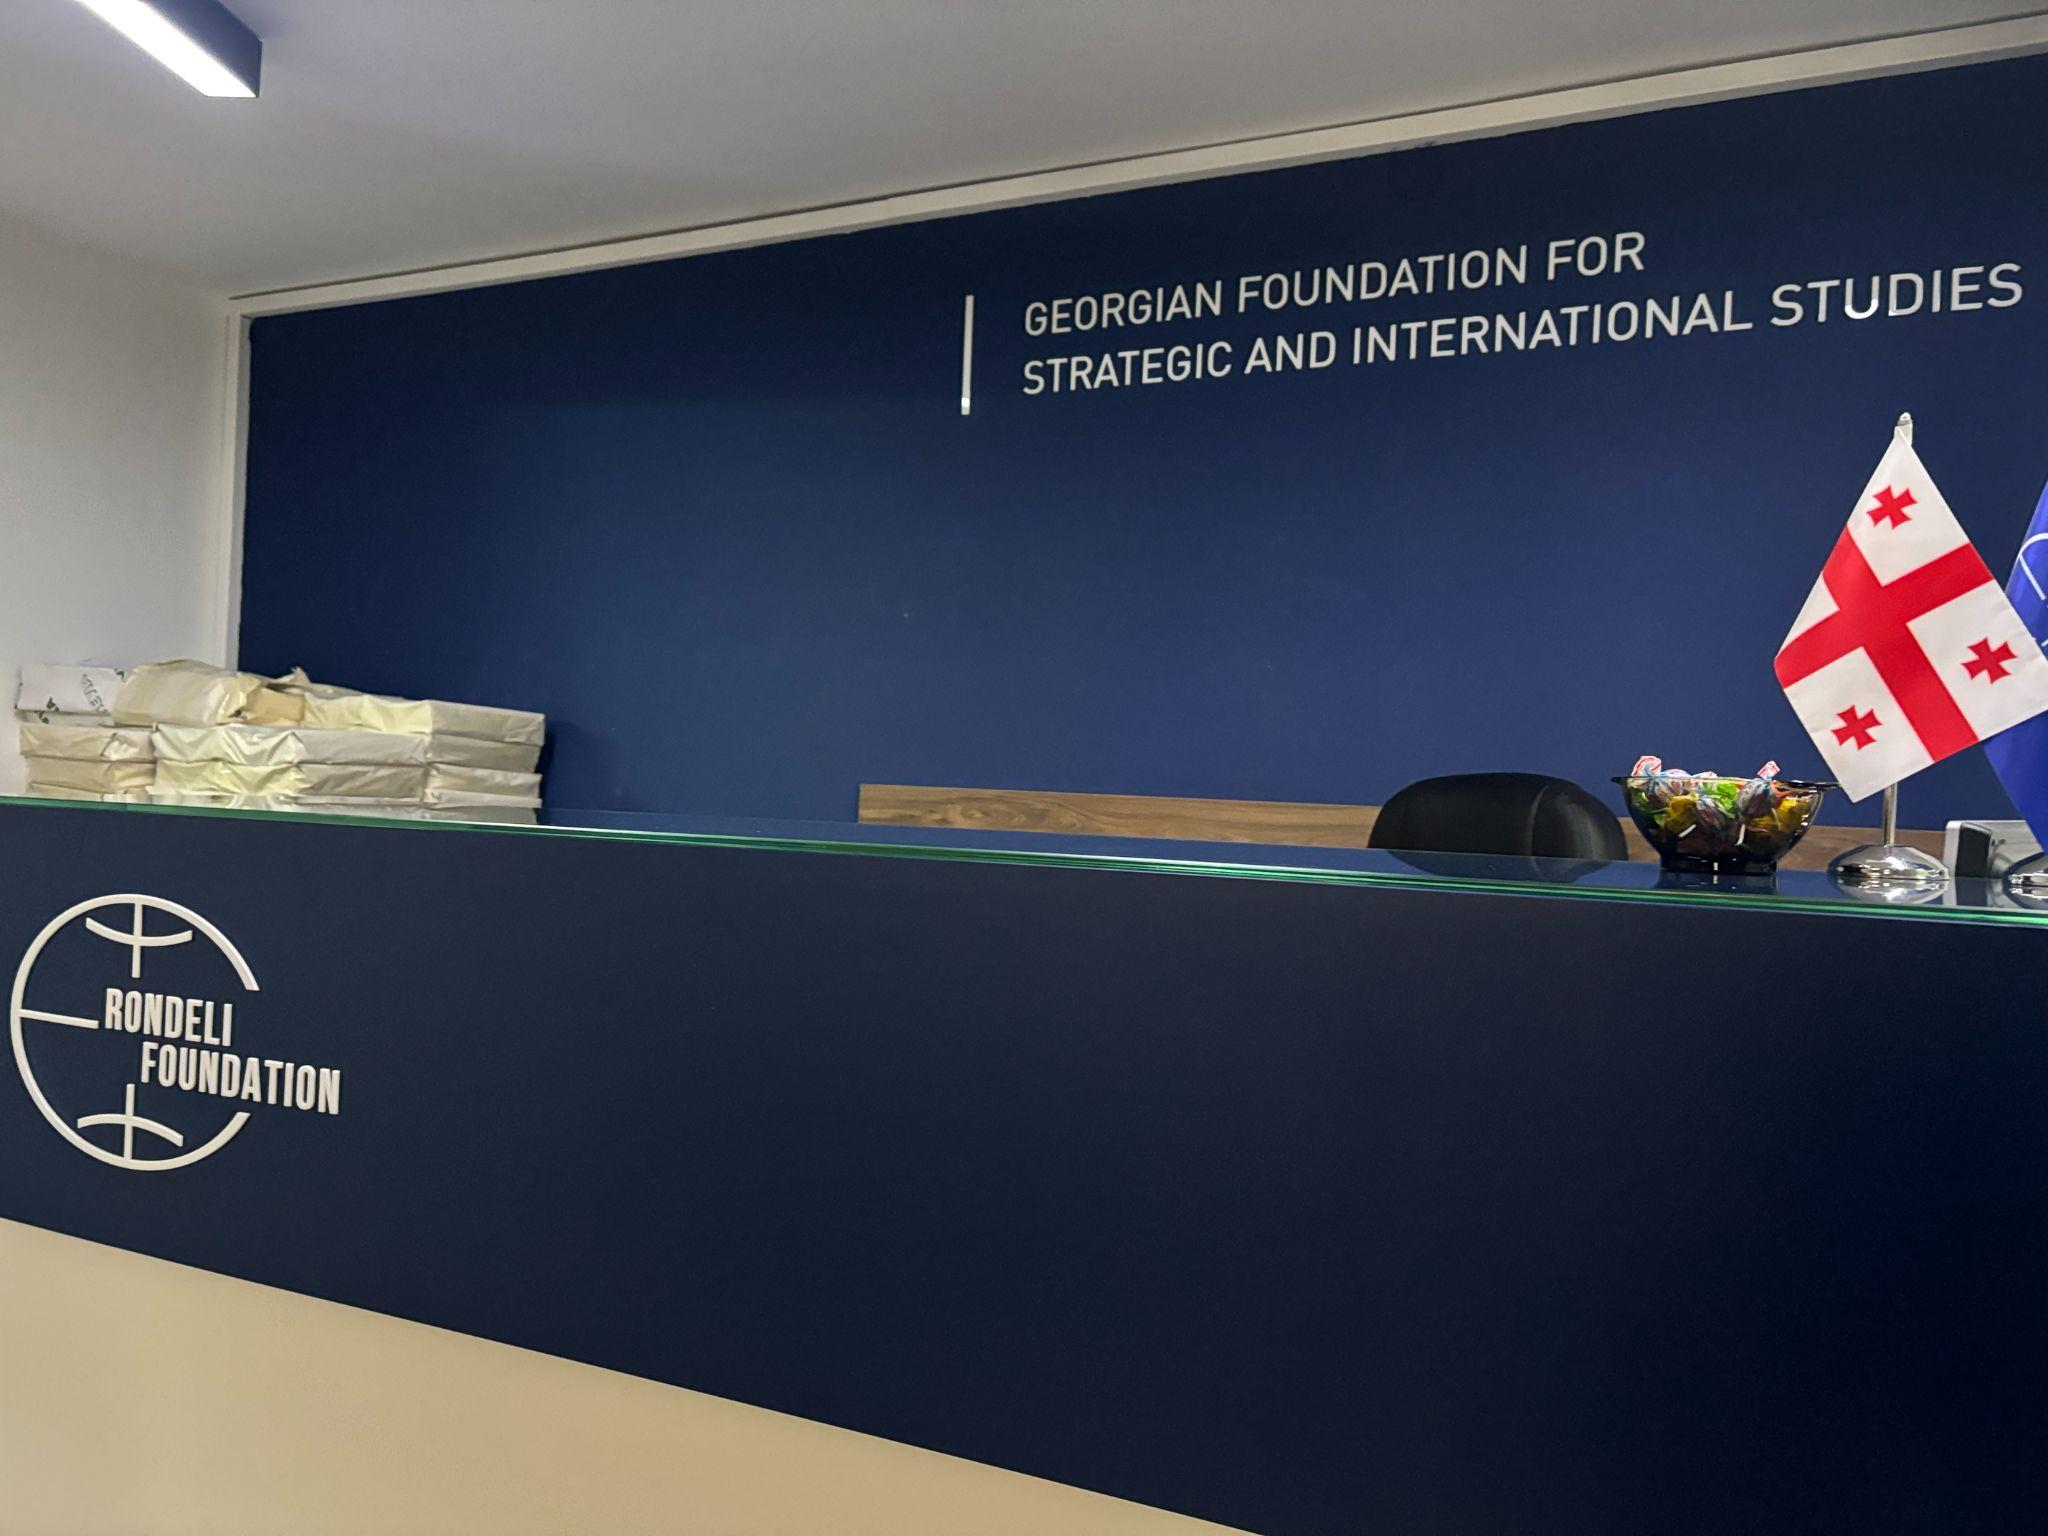 GEORGIAN FOUNDATION FOR
STRATEGIC AND INTERNATIONAL STUDIES
RONDELI
FOUNDATION